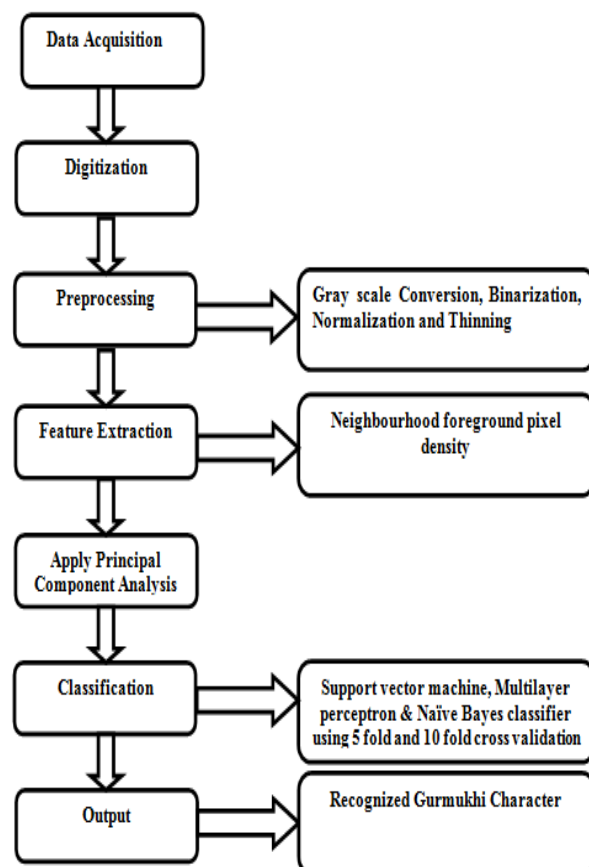 Data Acquisition
Digitization
Preprocessing
Gray scale Conversion, Binarization,
Normalization and Thinning
Feature Extraction
Neighbourhood foreground pixel
density
Apply Principal
Component Analysis
Classification
Support vector machine, Multilayer
perceptron & Naïve Bayes classifier
using 5 fold and 10 fold cross validation
Output
Recognized Gurmukhi Character